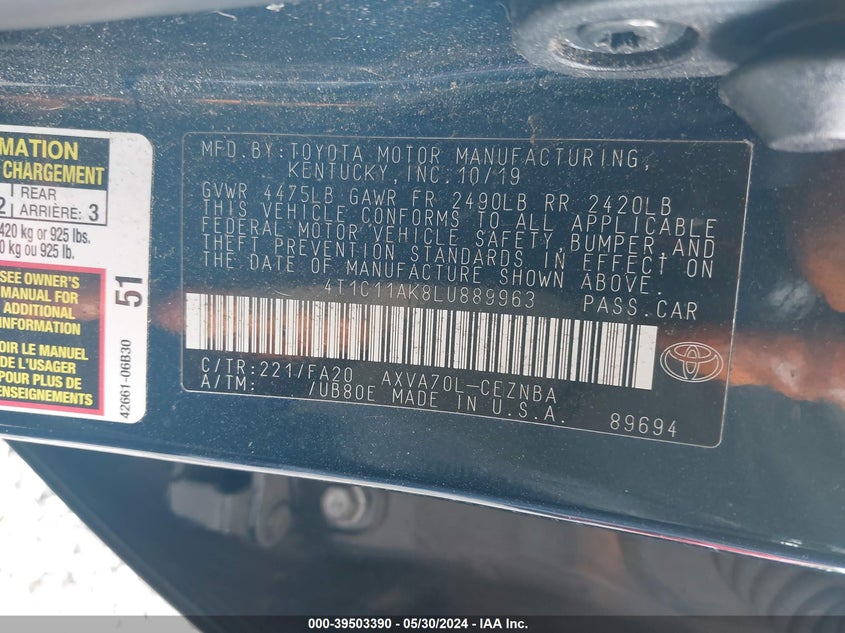 MATION
CHARGEMENT
REAR
2 ARRIÈRE: 3
420 kg or 925 lbs.
0 kg ou 925 lb.
SEE OWNER'S
MANUAL FOR
ADDITIONAL
INFORMATION
VOIR LE MANUEL
DE L'USAGER
POUR PLUS DE
RENSEIGNEMENTS
51
42661-06B30
MFD.BY:TOYOTA MOTOR MANUFACTURING,
KENTUCKY, INC. 10/19
GVWR 4475LB GAWR FR 2490LB RR 2420LB
THIS VEHICLE CONFORMS TO ALL APPLICABLE
FEDERAL MOTOR VEHICLE SAFETY, BUMPER, AND
THEFT PREVENTION STANDARDS IN EFFECT ON
THE DATE OF MANUFACTURE SHOWN ABOVE.
4T1C11AK8LU889963 PASS.CAR
C/TR:221/FA20 AXVA70L-CEZNBA
A/TM: /UB80E MADE IN U.S.A.
89694
TOYOTA
000-39503390 - 05/30/2024 - IAA Inc.